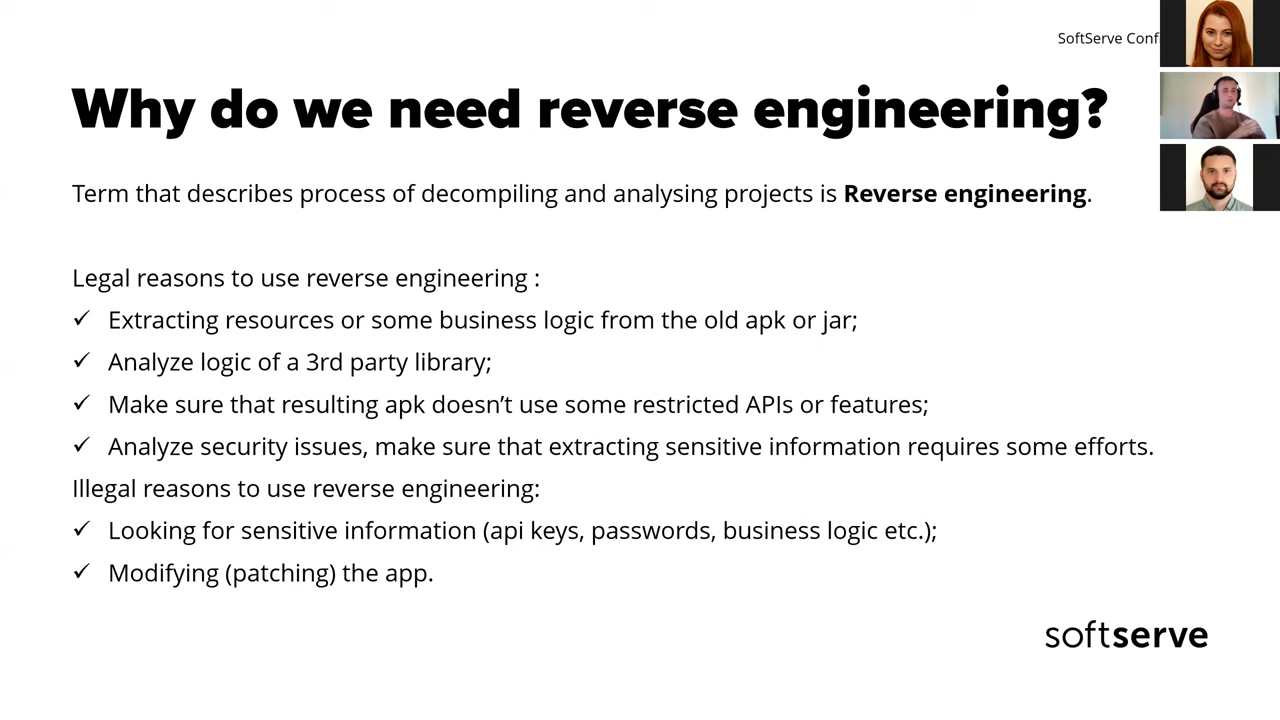 SoftServe Conf
Why do we need reverse engineering?
Term that describes process of decompiling and analysing projects is Reverse engineering.
Legal reasons to use reverse engineering :
✓ Extracting resources or some business logic from the old apk or jar;
✓ Analyze logic of a 3rd party library;
✓ Make sure that resulting apk doesn’t use some restricted APIs or features;
✓ Analyze security issues, make sure that extracting sensitive information requires some efforts.
Illegal reasons to use reverse engineering:
✓ Looking for sensitive information (api keys, passwords, business logic etc.);
✓ Modifying (patching) the app.
softserve